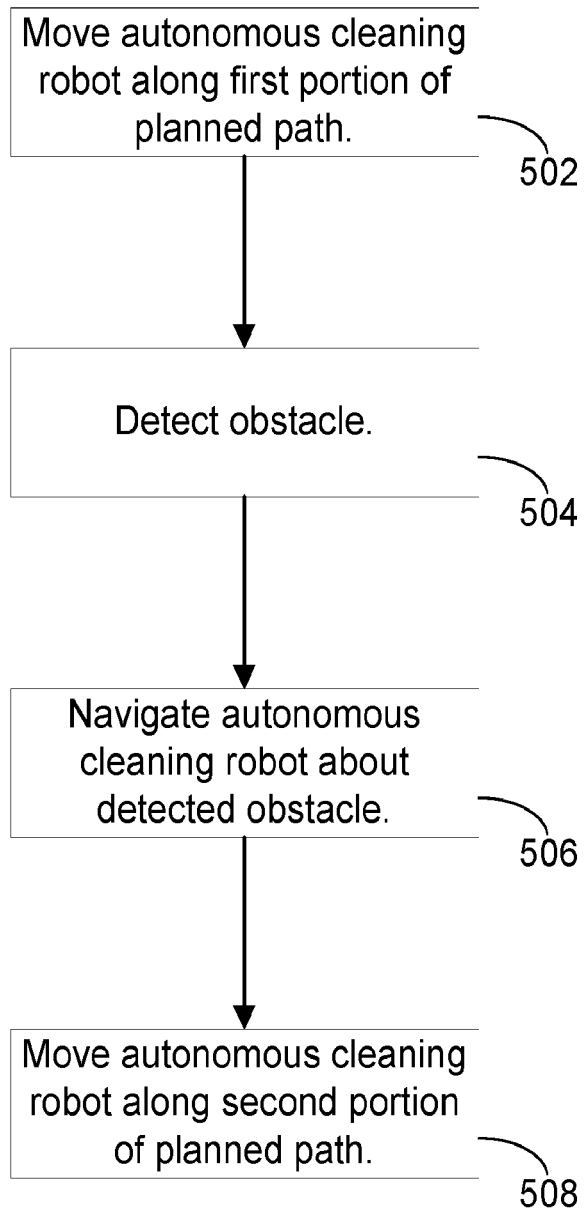 Move autonomous cleaning
robot along first portion of
planned path.
502
Detect obstacle.
504
Navigate autonomous
cleaning robot about
detected obstacle.
506
Move autonomous cleaning
robot along second portion
of planned path.
508